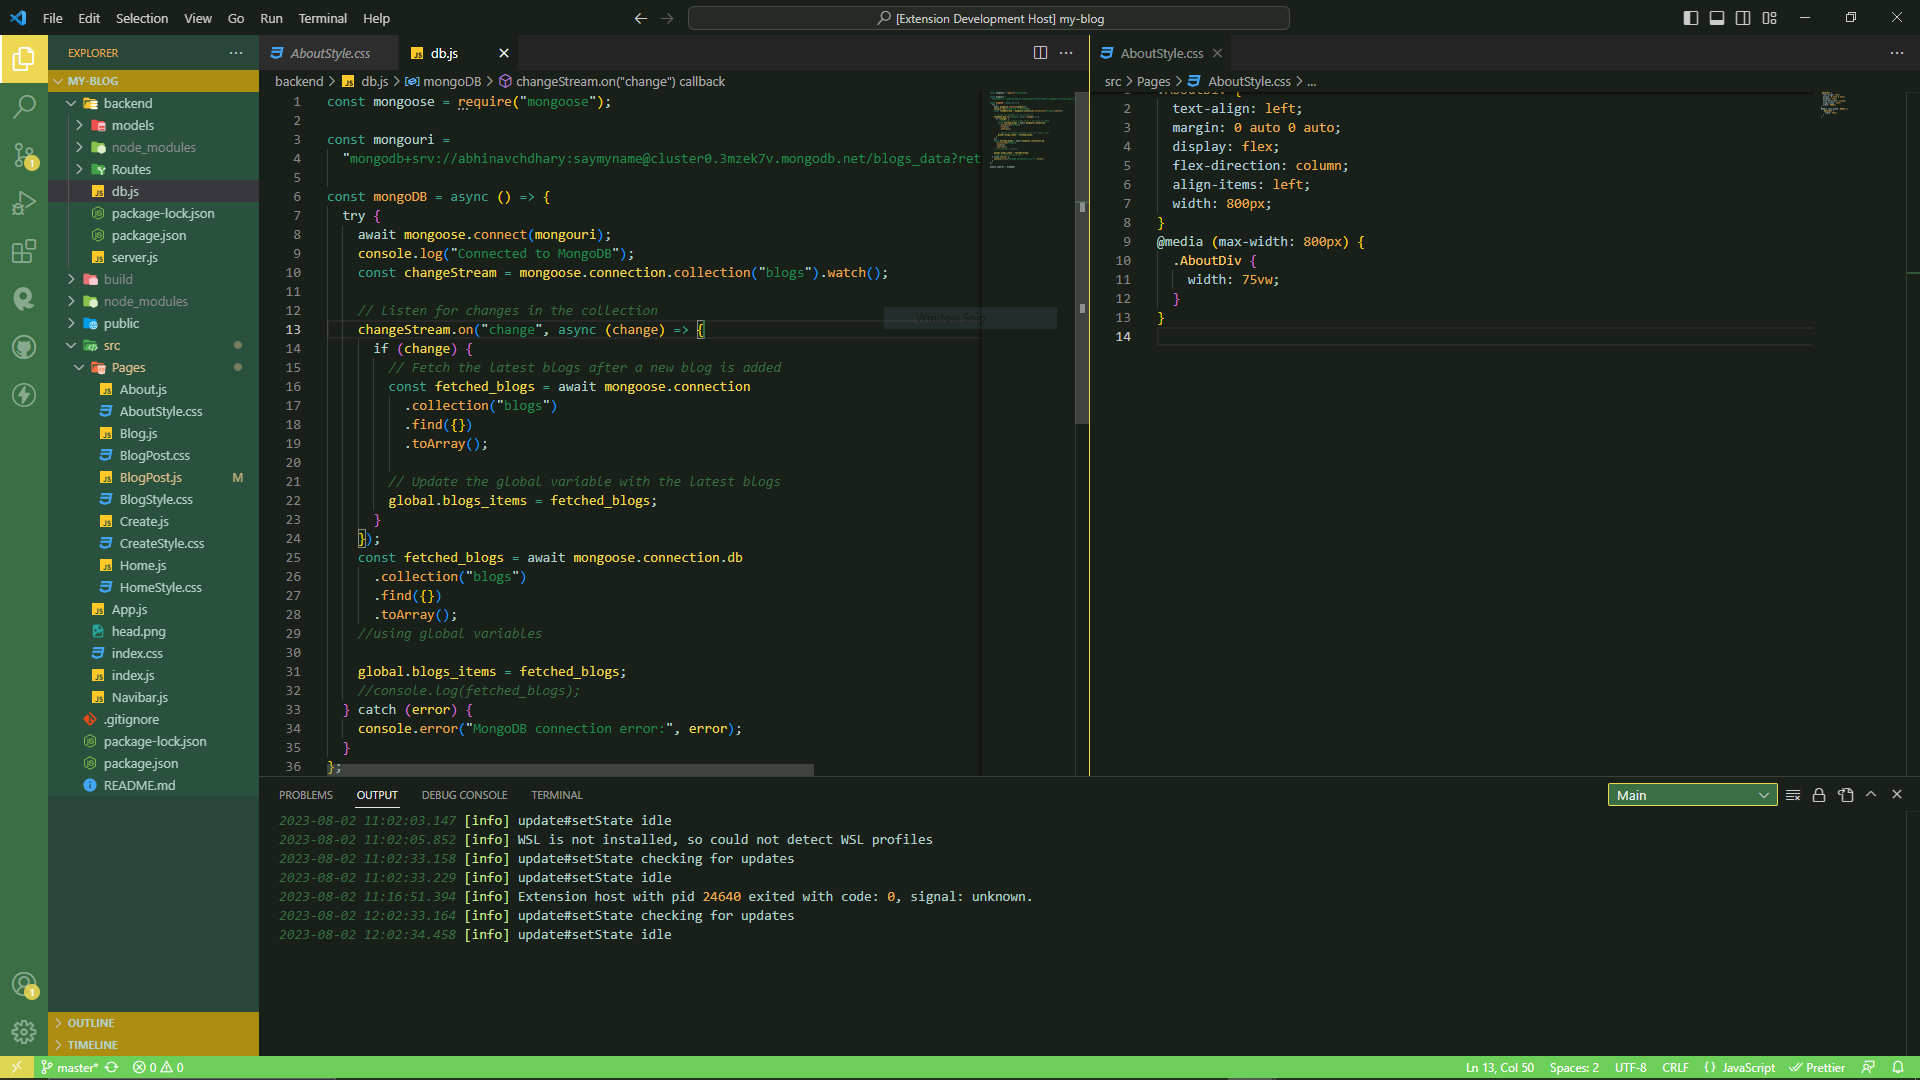 File Edit Selection View Go Run Terminal Help
[Extension Development Host] my-blog
EXPLORER
MY-BLOG
backend
models
node_modules
Routes
db.js
package-lock.json
package.json
server.js
build
node_modules
public
src
Pages
About.js
AboutStyle.css
Blog.js
BlogPost.css
BlogPost.js M
BlogStyle.css
Create.js
CreateStyle.css
Home.js
HomeStyle.css
App.js
head.png
index.css
index.js
Navibar.js
.gitignore
package-lock.json
package.json
README.md
OUTLINE
TIMELINE
1
1
AboutStyle.css db.js
backend > db.js > mongoDB > changeStream.on("change") callback
1 const mongoose = require("mongoose");
2
3 const mongouri =
4 "mongodb+srv://abhinavchdhary:saymyname@cluster0.3mzek7v.mongodb.net/blogs_data?ret
5
6 const mongoDB = async () => {
7 try {
8 await mongoose.connect(mongouri);
9 console.log("Connected to MongoDB");
10 const changeStream = mongoose.connection.collection("blogs").watch();
11
12 // Listen for changes in the collection
13 changeStream.on("change", async (change) => {
14 if (change) {
15 // Fetch the latest blogs after a new blog is added
16 const fetched_blogs = await mongoose.connection
17 .collection("blogs")
18 .find({})
19 .toArray();
20
21 // Update the global variable with the latest blogs
22 global.blogs_items = fetched_blogs;
23 }
24 });
25 const fetched_blogs = await mongoose.connection.db
26 .collection("blogs")
27 .find({})
28 .toArray();
29 //using global variables
30
31 global.blogs_items = fetched_blogs;
32 //console.log(fetched_blogs);
33 } catch (error) {
34 console.error("MongoDB connection error:", error);
35 }
36 };
Window Snip
AboutStyle.css
src > Pages > AboutStyle.css > ...
2 text-align: left;
3 margin: 0 auto 0 auto;
4 display: flex;
5 flex-direction: column;
6 align-items: left;
7 width: 800px;
8 }
9 @media (max-width: 800px) {
10 .AboutDiv {
11 width: 75vw;
12 }
13 }
14
PROBLEMS OUTPUT DEBUG CONSOLE TERMINAL
Main
2023-08-02 11:02:03.147 [info] update#setState idle
2023-08-02 11:02:05.852 [info] WSL is not installed, so could not detect WSL profiles
2023-08-02 11:02:33.158 [info] update#setState checking for updates
2023-08-02 11:02:33.229 [info] update#setState idle
2023-08-02 11:16:51.394 [info] Extension host with pid 24640 exited with code: 0, signal: unknown.
2023-08-02 12:02:33.164 [info] update#setState checking for updates
2023-08-02 12:02:34.458 [info] update#setState idle
master* 0 0
Ln 13, Col 50 Spaces: 2 UTF-8 CRLF {} JavaScript Prettier